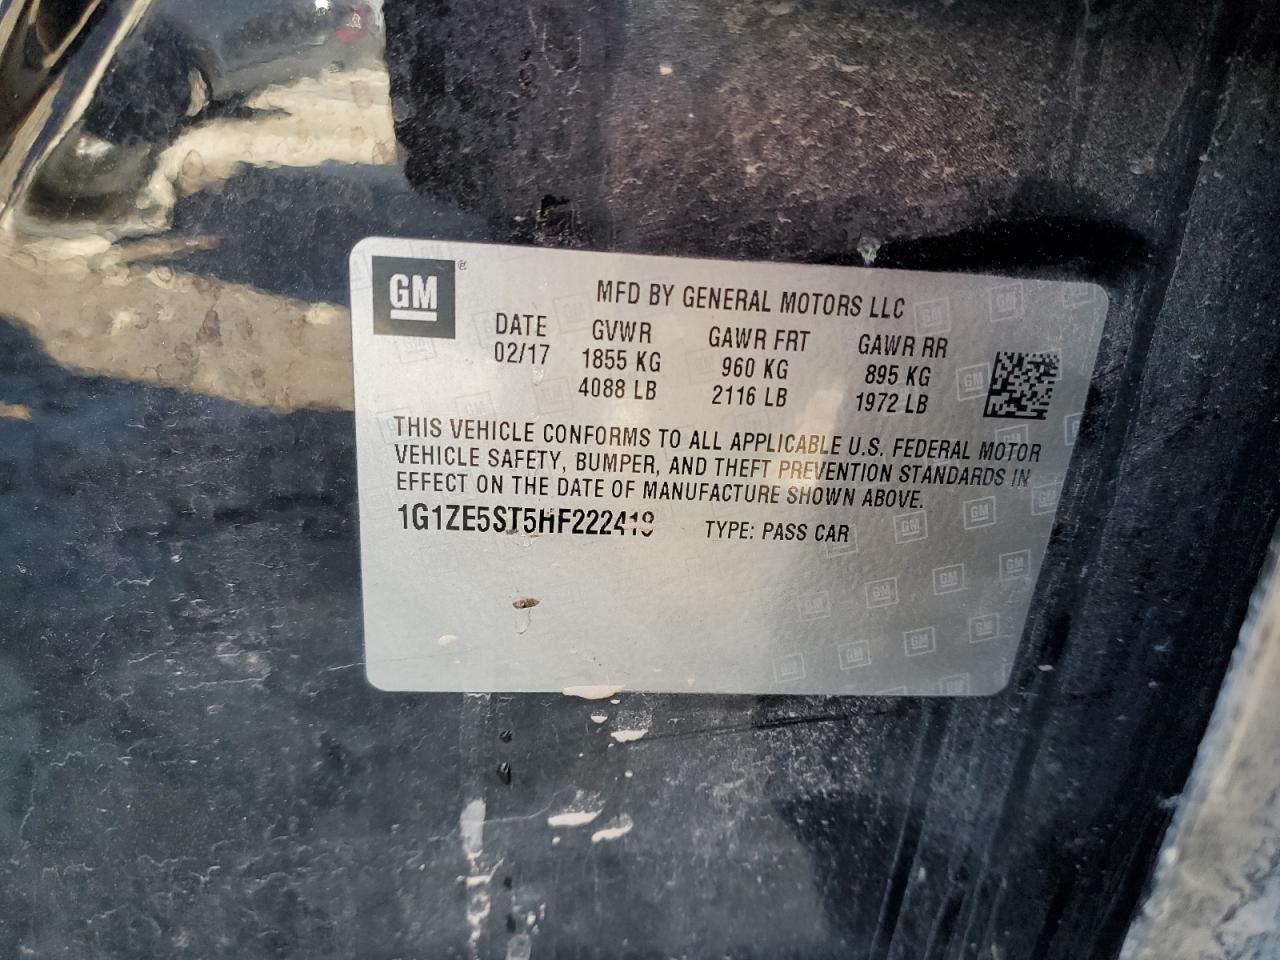 GM®
MFD BY GENERAL MOTORS LLC
DATE GVWR GAWR FRT GAWR RR
02/17 1855 KG 960 KG 895 KG
4088 LB 2116 LB 1972 LB
THIS VEHICLE CONFORMS TO ALL APPLICABLE U.S. FEDERAL MOTOR
VEHICLE SAFETY, BUMPER, AND THEFT PREVENTION STANDARDS IN
EFFECT ON THE DATE OF MANUFACTURE SHOWN ABOVE.
1G1ZE5ST5HF222419 TYPE: PASS CAR